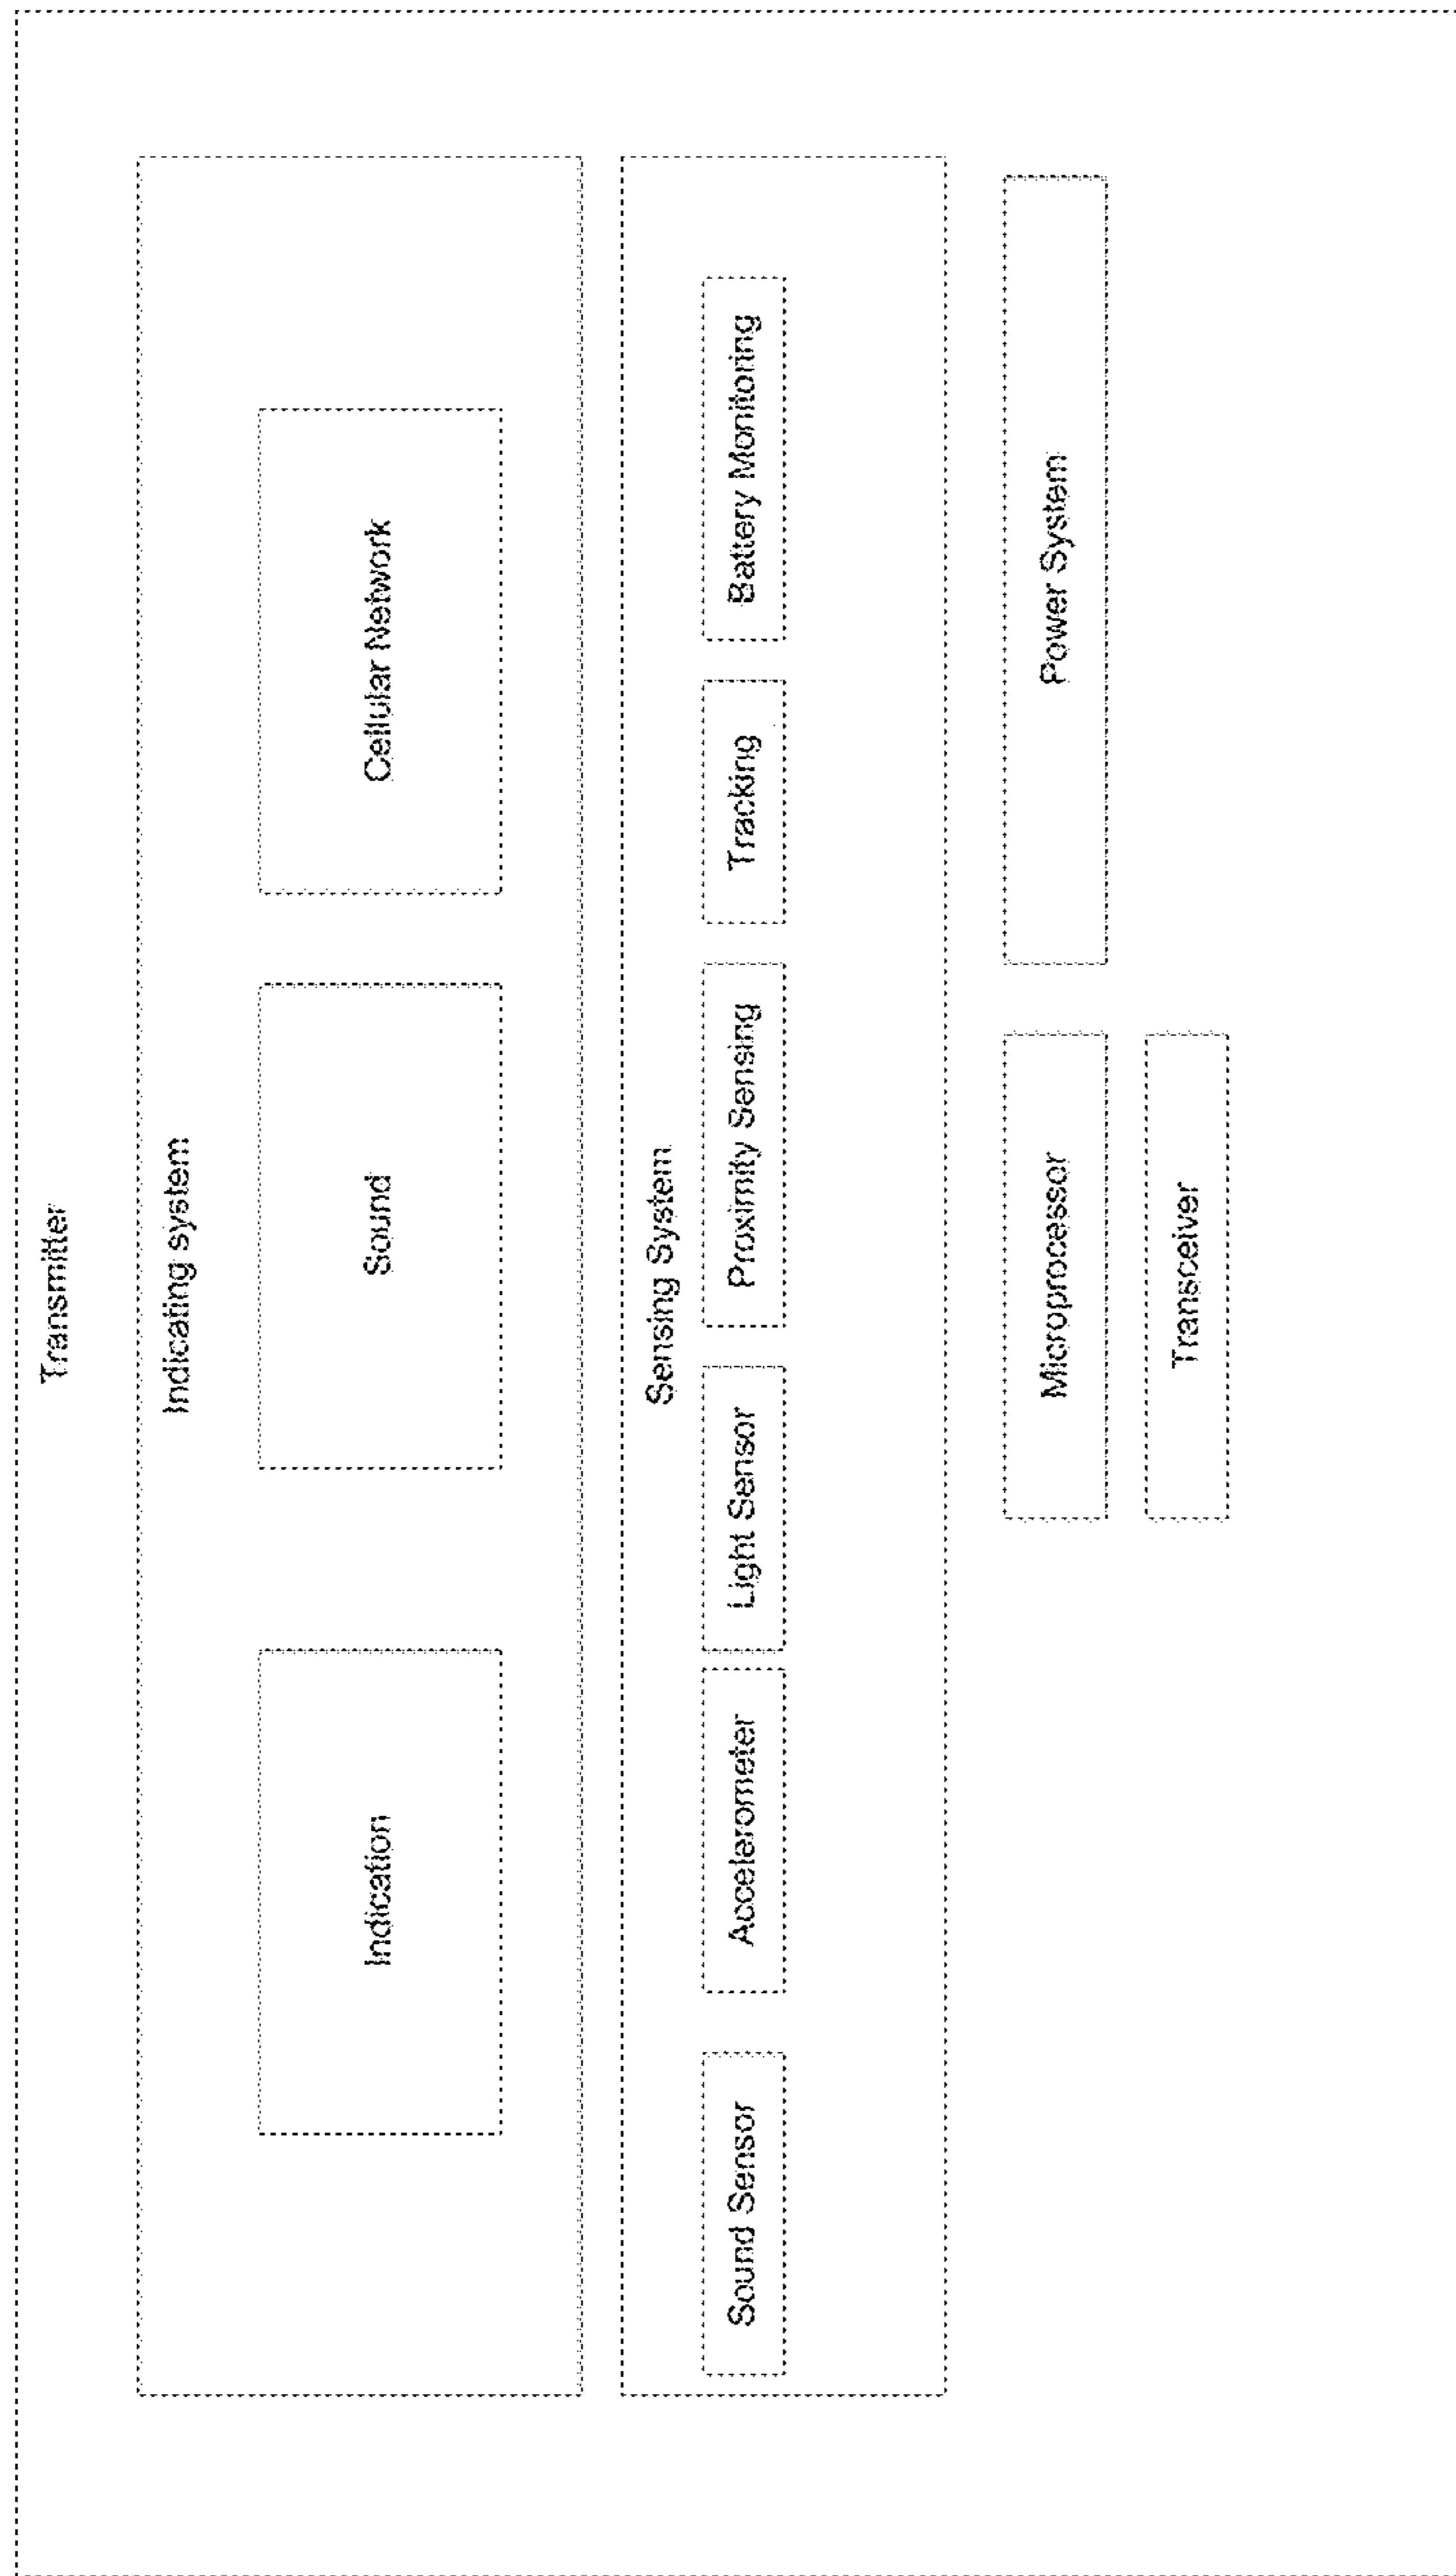 Transmitter
Indicating system
Indication
Sound
Cellular Network
Sensing System
Sound Sensor
Accelerometer
Light Sensor
Proximity Sensing
Tracking
Battery Monitoring
Microprocessor
Power System
Transceiver